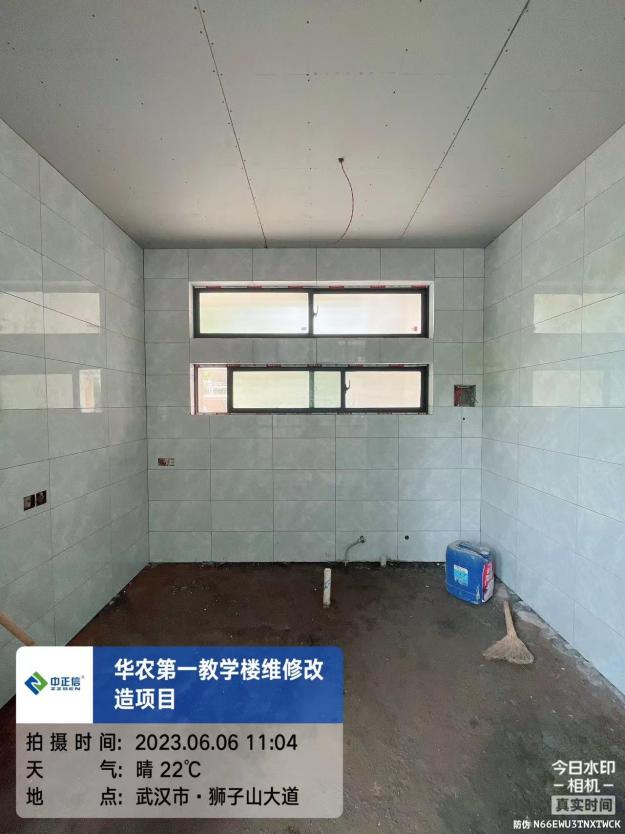 中正信
ZZSEN
华农第一教学楼维修改
造项目
拍摄时间: 2023.06.06 11:04
天 气: 晴 22℃
地 点: 武汉市·狮子山大道
今日水印
相机
真实时间
防伪 N66EWU3TNXTWCK